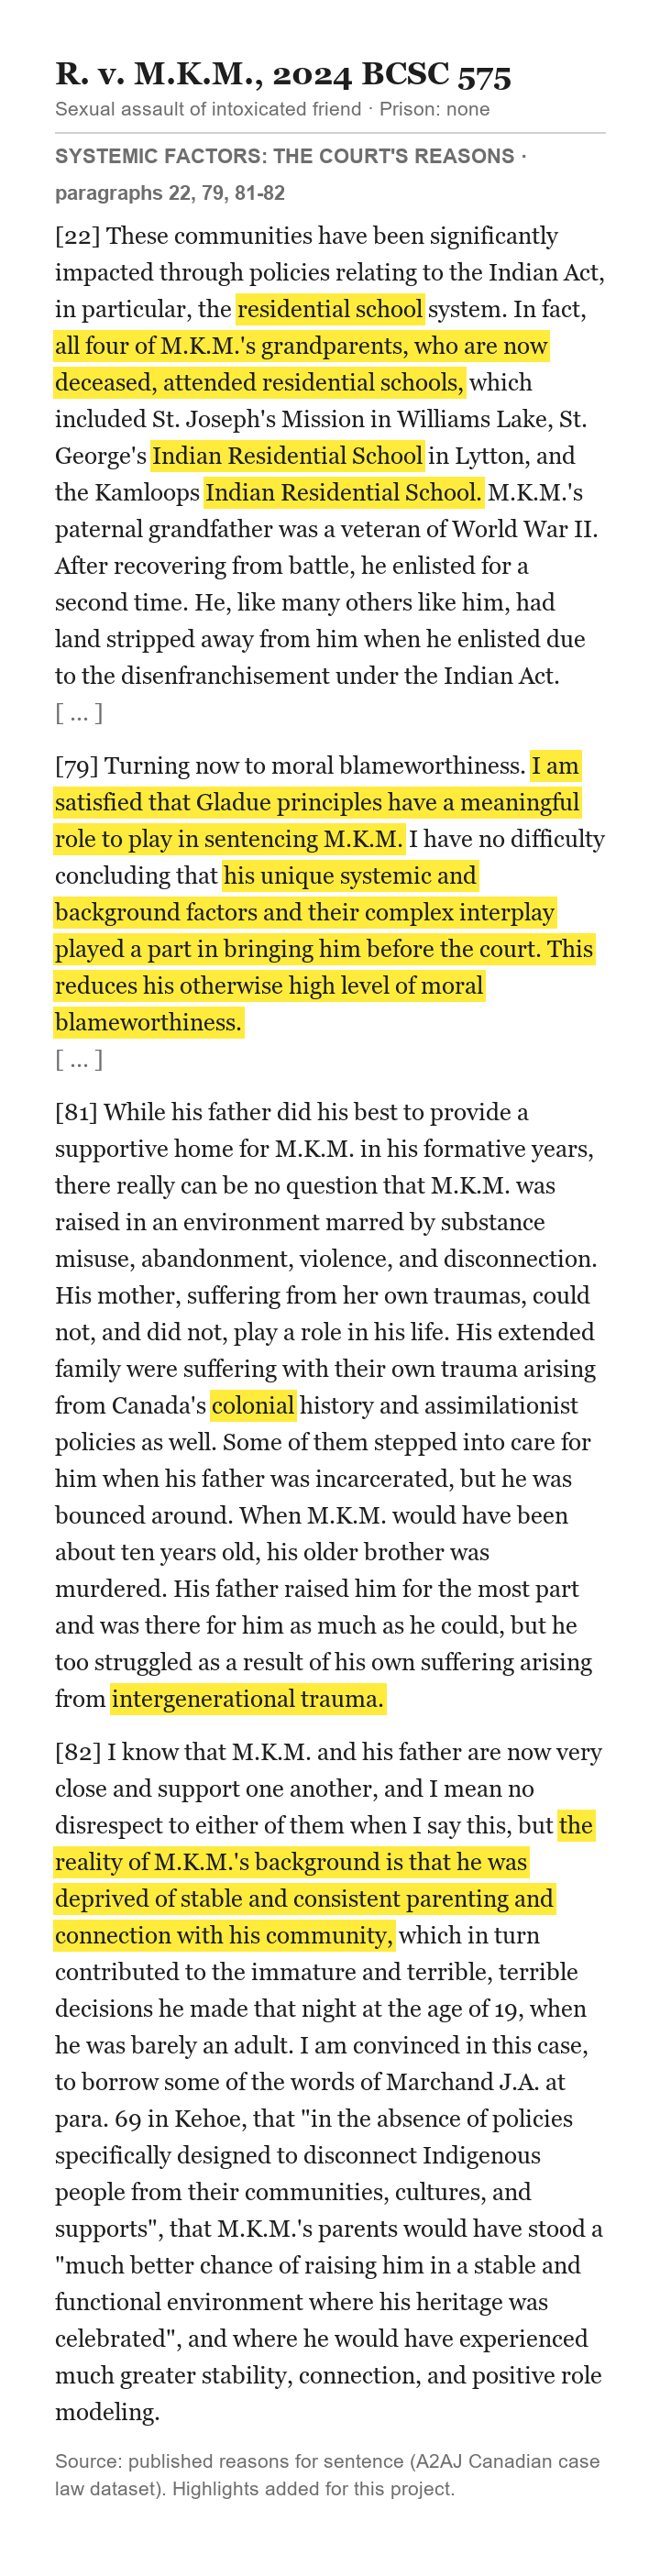 R. v. M.K.M., 2024 BCSC 575
Sexual assault of intoxicated friend · Prison: none
SYSTEMIC FACTORS: THE COURT'S REASONS ·
paragraphs 22, 79, 81-82
[22] These communities have been significantly
impacted through policies relating to the Indian Act,
in particular, the residential school system. In fact,
all four of M.K.M.'s grandparents, who are now
deceased, attended residential schools, which
included St. Joseph's Mission in Williams Lake, St.
George's Indian Residential School in Lytton, and
the Kamloops Indian Residential School. M.K.M.'s
paternal grandfather was a veteran of World War II.
After recovering from battle, he enlisted for a
second time. He, like many others like him, had
land stripped away from him when he enlisted due
to the disenfranchisement under the Indian Act.
[ ... ]
[79] Turning now to moral blameworthiness. I am
satisfied that Gladue principles have a meaningful
role to play in sentencing M.K.M. I have no difficulty
concluding that his unique systemic and
background factors and their complex interplay
played a part in bringing him before the court. This
reduces his otherwise high level of moral
blameworthiness.
[ ... ]
[81] While his father did his best to provide a
supportive home for M.K.M. in his formative years,
there really can be no question that M.K.M. was
raised in an environment marred by substance
misuse, abandonment, violence, and disconnection.
His mother, suffering from her own traumas, could
not, and did not, play a role in his life. His extended
family were suffering with their own trauma arising
from Canada's colonial history and assimilationist
policies as well. Some of them stepped into care for
him when his father was incarcerated, but he was
bounced around. When M.K.M. would have been
about ten years old, his older brother was
murdered. His father raised him for the most part
and was there for him as much as he could, but he
too struggled as a result of his own suffering arising
from intergenerational trauma.
[82] I know that M.K.M. and his father are now very
close and support one another, and I mean no
disrespect to either of them when I say this, but the
reality of M.K.M.'s background is that he was
deprived of stable and consistent parenting and
connection with his community, which in turn
contributed to the immature and terrible, terrible
decisions he made that night at the age of 19, when
he was barely an adult. I am convinced in this case,
to borrow some of the words of Marchand J.A. at
para. 69 in Kehoe, that "in the absence of policies
specifically designed to disconnect Indigenous
people from their communities, cultures, and
supports", that M.K.M.'s parents would have stood a
"much better chance of raising him in a stable and
functional environment where his heritage was
celebrated", and where he would have experienced
much greater stability, connection, and positive role
modeling.
Source: published reasons for sentence (A2AJ Canadian case
law dataset). Highlights added for this project.